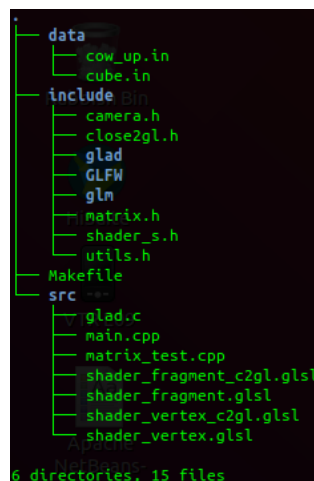 .
├── data
│   ├── cow_up.in
│   └── cube.in
├── include
│   ├── camera.h
│   ├── close2gl.h
│   ├── glad
│   ├── GLFW
│   ├── glm
│   ├── matrix.h
│   ├── shader_s.h
│   └── utils.h
├── Makefile
└── src
    ├── glad.c
    ├── main.cpp
    ├── matrix_test.cpp
    ├── shader_fragment_c2gl.glsl
    ├── shader_fragment.glsl
    ├── shader_vertex_c2gl.glsl
    └── shader_vertex.glsl
6 directories, 15 files